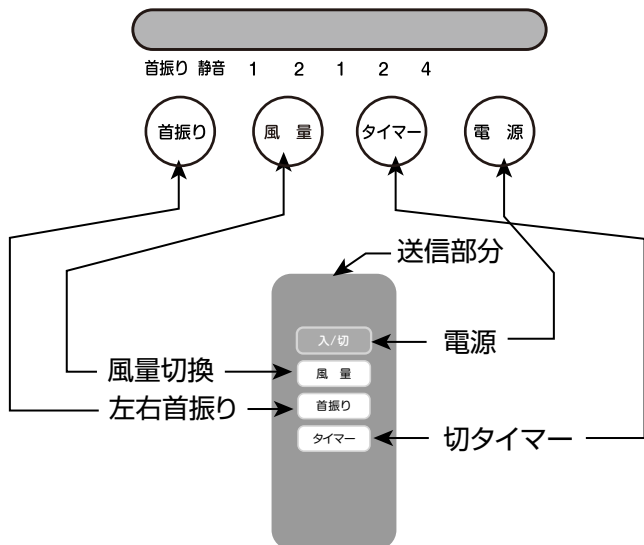 首振り 静音 1 2 1 2 4
首振り 風 量 タイマー 電 源
送信部分
入/切
電源
風量切換
風 量
左右首振り
首振り
タイマー
切タイマー